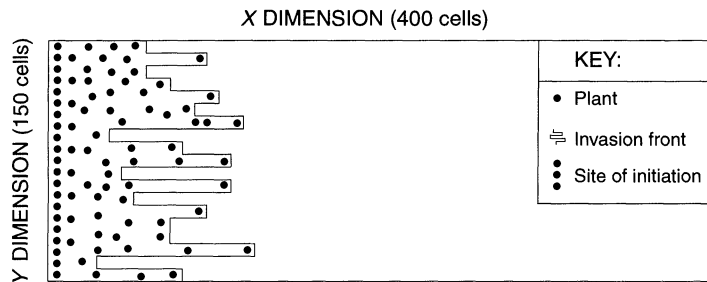 X DIMENSION (400 cells)
Y DIMENSION (150 cells)
KEY:
Plant
Invasion front
Site of initiation